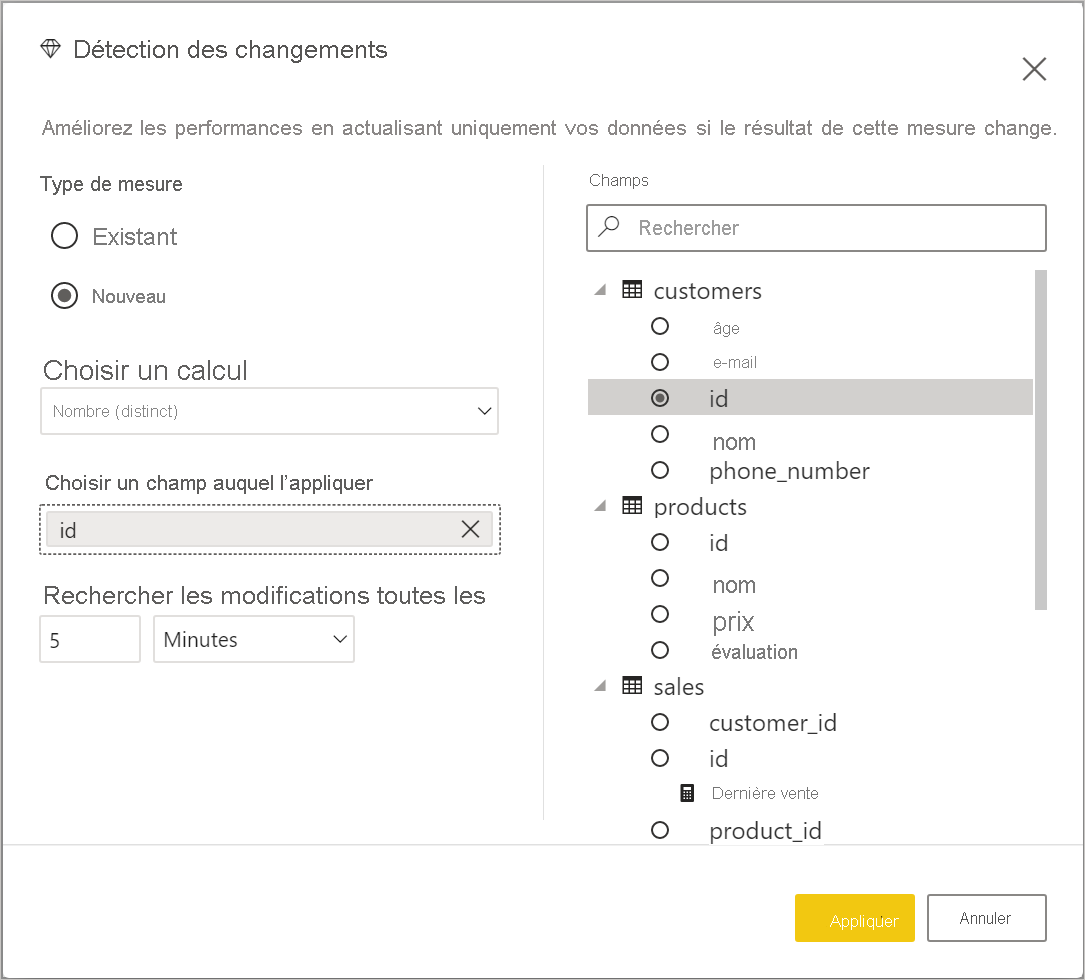 Détection des changements
Améliorez les performances en actualisant uniquement vos données si le résultat de cette mesure change.
Type de mesure
Existant
Nouveau
Choisir un calcul
Nombre (distinct)
Choisir un champ auquel l’appliquer
id
Rechercher les modifications toutes les
5
Minutes
Champs
Rechercher
customers
âge
e-mail
id
nom
phone_number
products
id
nom
prix
évaluation
sales
customer_id
id
Dernière vente
product_id
Appliquer
Annuler